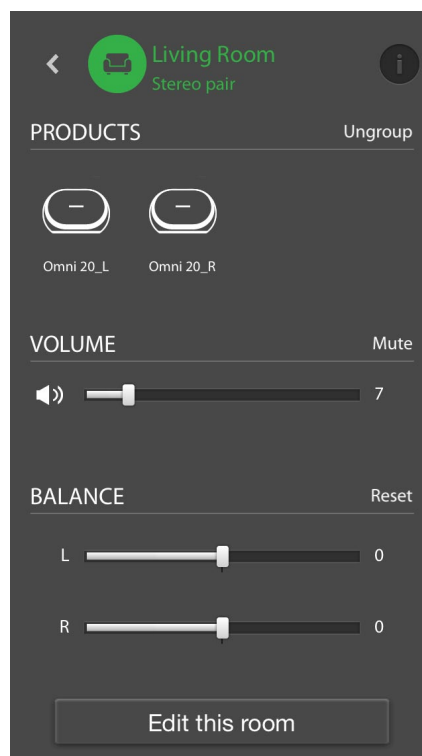 Living Room
Stereo pair
PRODUCTS Ungroup
Omni 20_L Omni 20_R
VOLUME Mute
7
BALANCE Reset
L 0
R 0
Edit this room